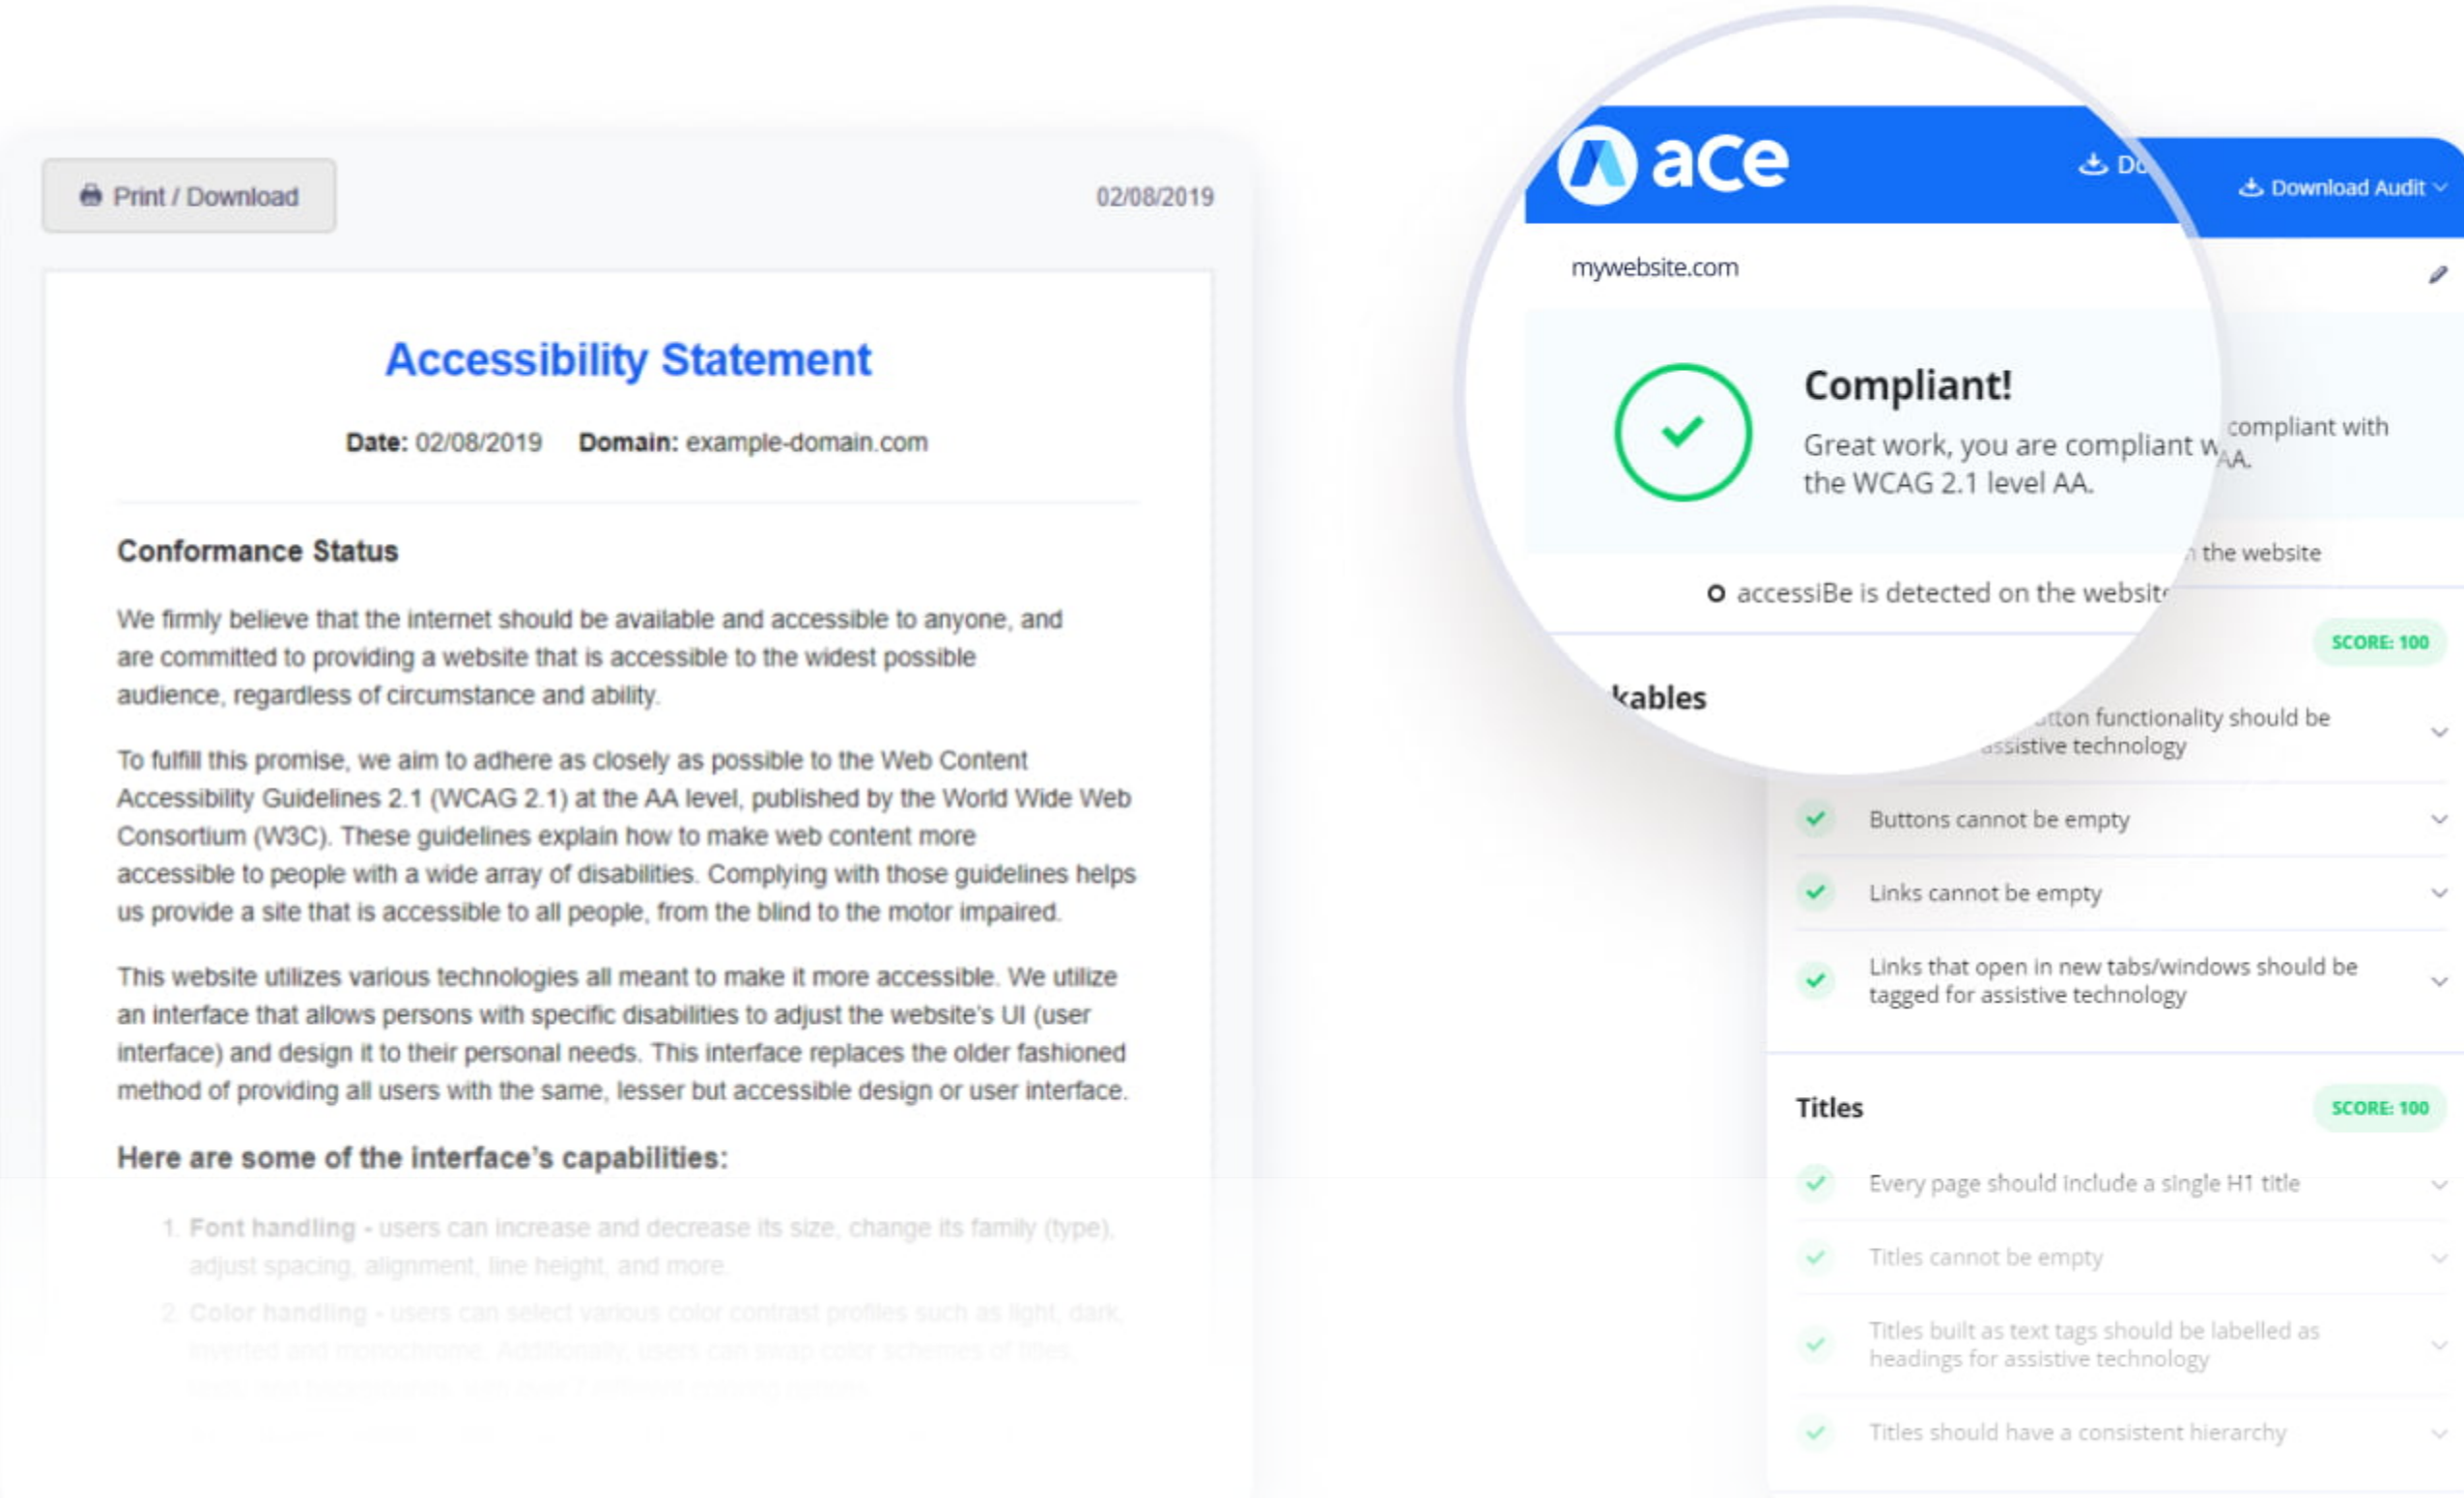 Print / Download
02/08/2019
Accessibility Statement
Date: 02/08/2019 Domain: example-domain.com
Conformance Status
We firmly believe that the internet should be available and accessible to anyone, and
are committed to providing a website that is accessible to the widest possible
audience, regardless of circumstance and ability.
To fulfill this promise, we aim to adhere as closely as possible to the Web Content
Accessibility Guidelines 2.1 (WCAG 2.1) at the AA level, published by the World Wide Web
Consortium (W3C). These guidelines explain how to make web content more
accessible to people with a wide array of disabilities. Complying with those guidelines helps
us provide a site that is accessible to all people, from the blind to the motor impaired.
This website utilizes various technologies all meant to make it more accessible. We utilize
an interface that allows persons with specific disabilities to adjust the website's UI (user
interface) and design it to their personal needs. This interface replaces the older fashioned
method of providing all users with the same, lesser but accessible design or user interface.
Here are some of the interface's capabilities:
1. Font handling - users can increase and decrease its size, change its family (type),
adjust spacing, alignment, line height, and more.
2. Color handling - users can select various color contrast profiles such as light, dark,
inverted and monochrome. Additionally, users can swap color schemes of titles,
aCe
Do
Download Audit
mywebsite.com
Compliant!
Great work, you are compliant w
the WCAG 2.1 level AA.
compliant with
AA.
accessiBe is detected on the website
the website
kables
SCORE: 100
tton functionality should be
assistive technology
Buttons cannot be empty
Links cannot be empty
Links that open in new tabs/windows should be
tagged for assistive technology
Titles
SCORE: 100
Every page should include a single H1 title
Titles cannot be empty
Titles built as text tags should be labelled as
headings for assistive technology
Titles should have a consistent hierarchy